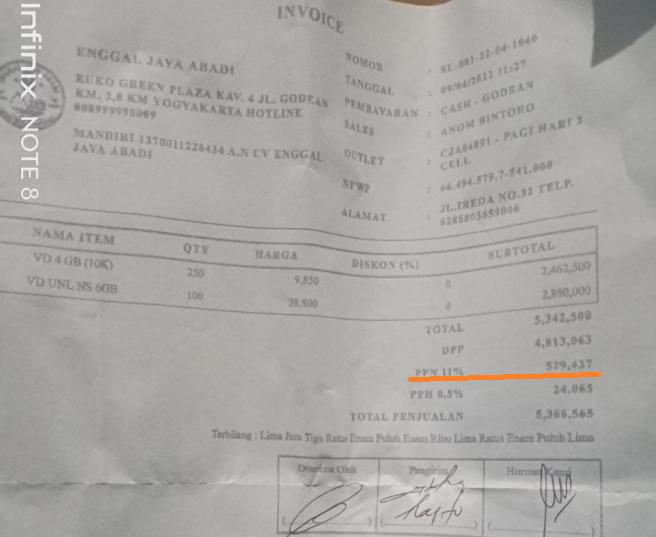 Infinix NOTE 8
INVOICE
ENGGAL JAYA ABADI
RUKO GREEN PLAZA KAV. 4 JL. GODEAN
KM. 2,8 KM YOGYAKARTA HOTLINE
088999990009
MANDIRI 1370011226434 A.N CV ENGGAL
JAYA ABADI
NOMOR : SL-081-22-04-1040
TANGGAL : 09/04/2022 11:27
PEMBAYARAN : CASH - GODEAN
SALES : ANOM BINTORO
OUTLET : CJA04891 - PAGI HARI 2
CELL
NPWP : 66.494.579.7-541.000
ALAMAT : JL.IREDA NO.32 TELP.
6285803659006
NAMA ITEM QTY HARGA DISKON (%) SUBTOTAL
VD 4 GB (10K) 250 9,850 0 2,462,500
VD UNL NS 6GB 100 28,800 0 2,880,000
TOTAL 5,342,500
DPP 4,813,063
PPN 11% 529,437
PPH 0,5% 24,065
TOTAL PENJUALAN 5,366,565
Terbilang : Lima Juta Tiga Ratus Enam Puluh Enam Ribu Lima Ratus Enam Puluh Lima
Diterima Oleh Pengirim Hormat Kami